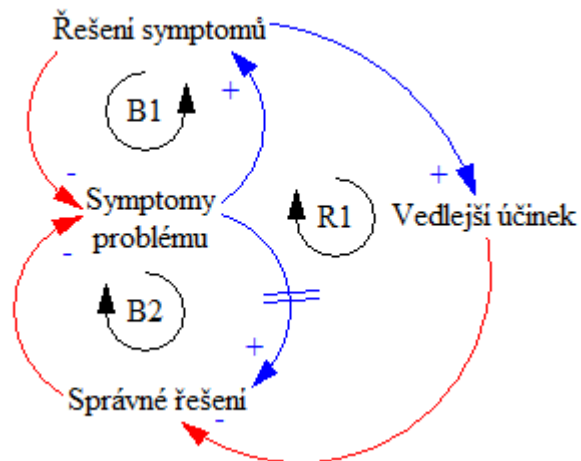 Řešení symptomů
+
B1
-
+
Symptomy
problému
R1
Vedlejší účinek
-
B2
+
Správné řešení
-